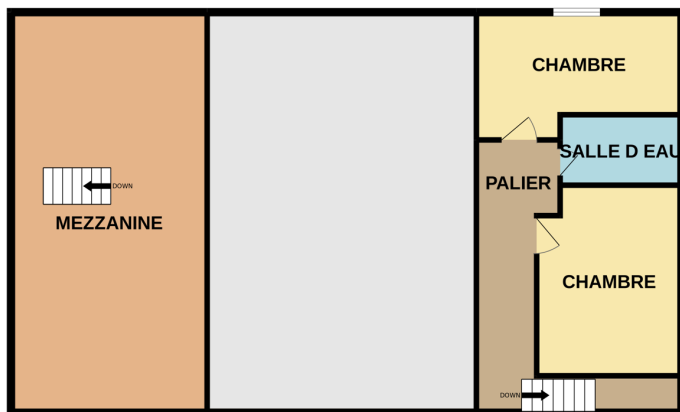 CHAMBRE
SALLE D EAU
PALIER
DOWN
MEZZANINE
CHAMBRE
DOWN